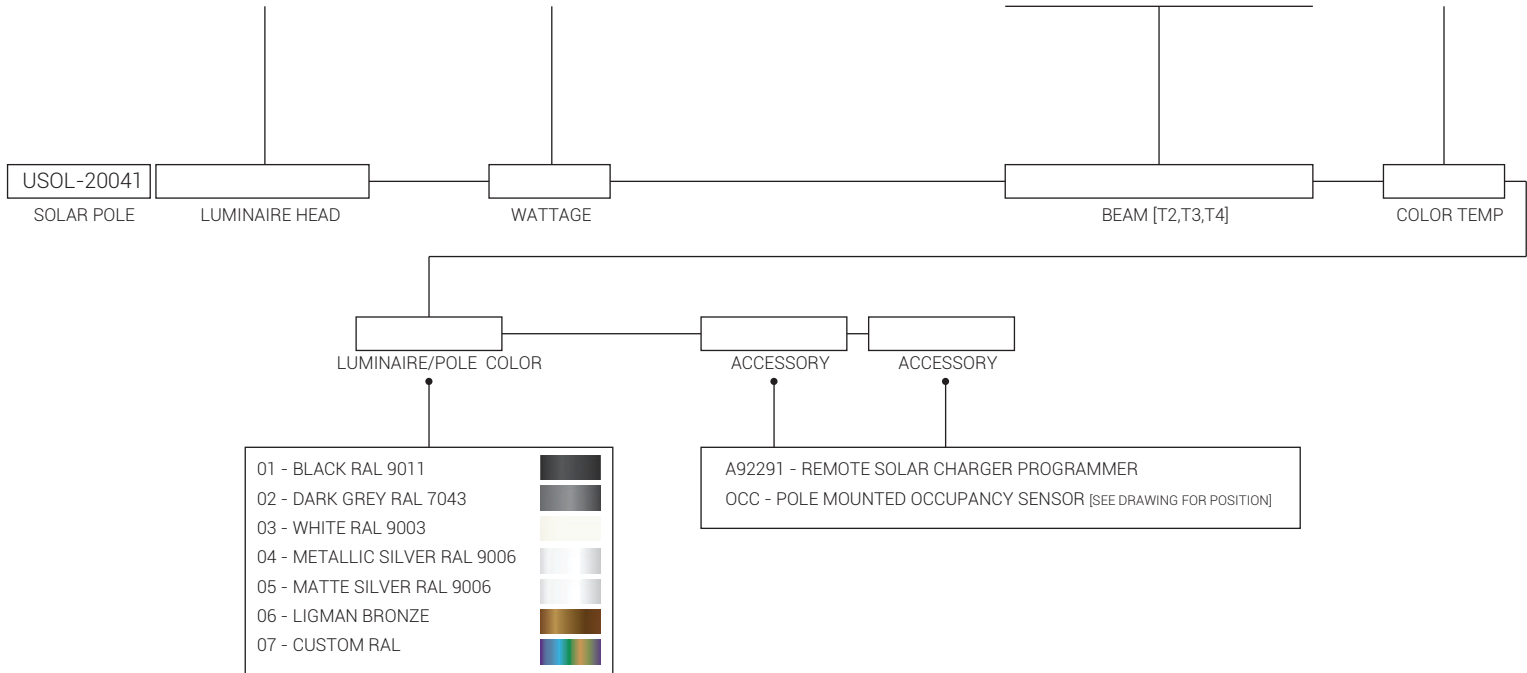 USOL-20041
SOLAR POLE
LUMINAIRE HEAD
WATTAGE
BEAM [T2,T3,T4]
COLOR TEMP
LUMINAIRE/POLE COLOR
ACCESSORY
ACCESSORY
01 - BLACK RAL 9011
02 - DARK GREY RAL 7043
03 - WHITE RAL 9003
04 - METALLIC SILVER RAL 9006
05 - MATTE SILVER RAL 9006
06 - LIGMAN BRONZE
07 - CUSTOM RAL
A92291 - REMOTE SOLAR CHARGER PROGRAMMER
OCC - POLE MOUNTED OCCUPANCY SENSOR [SEE DRAWING FOR POSITION]